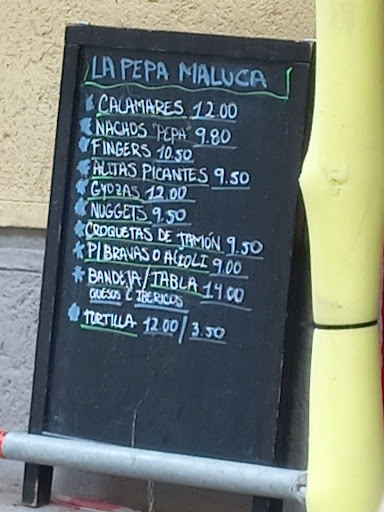 LA PEPA MALUCA
CALAMARES 12.00
NACHOS "PEPA" 9.80
FINGERS 10.50
ALITAS PICANTES 9.50
GYOZAS 12.00
NUGGETS 9.50
CROQUETAS DE JAMÓN 9.50
P/BRAVAS O ALIOLI 9.00
BANDEJA/TABLA 14.00
QUESOS E IBERICOS
TORTILLA 12.00/3.50